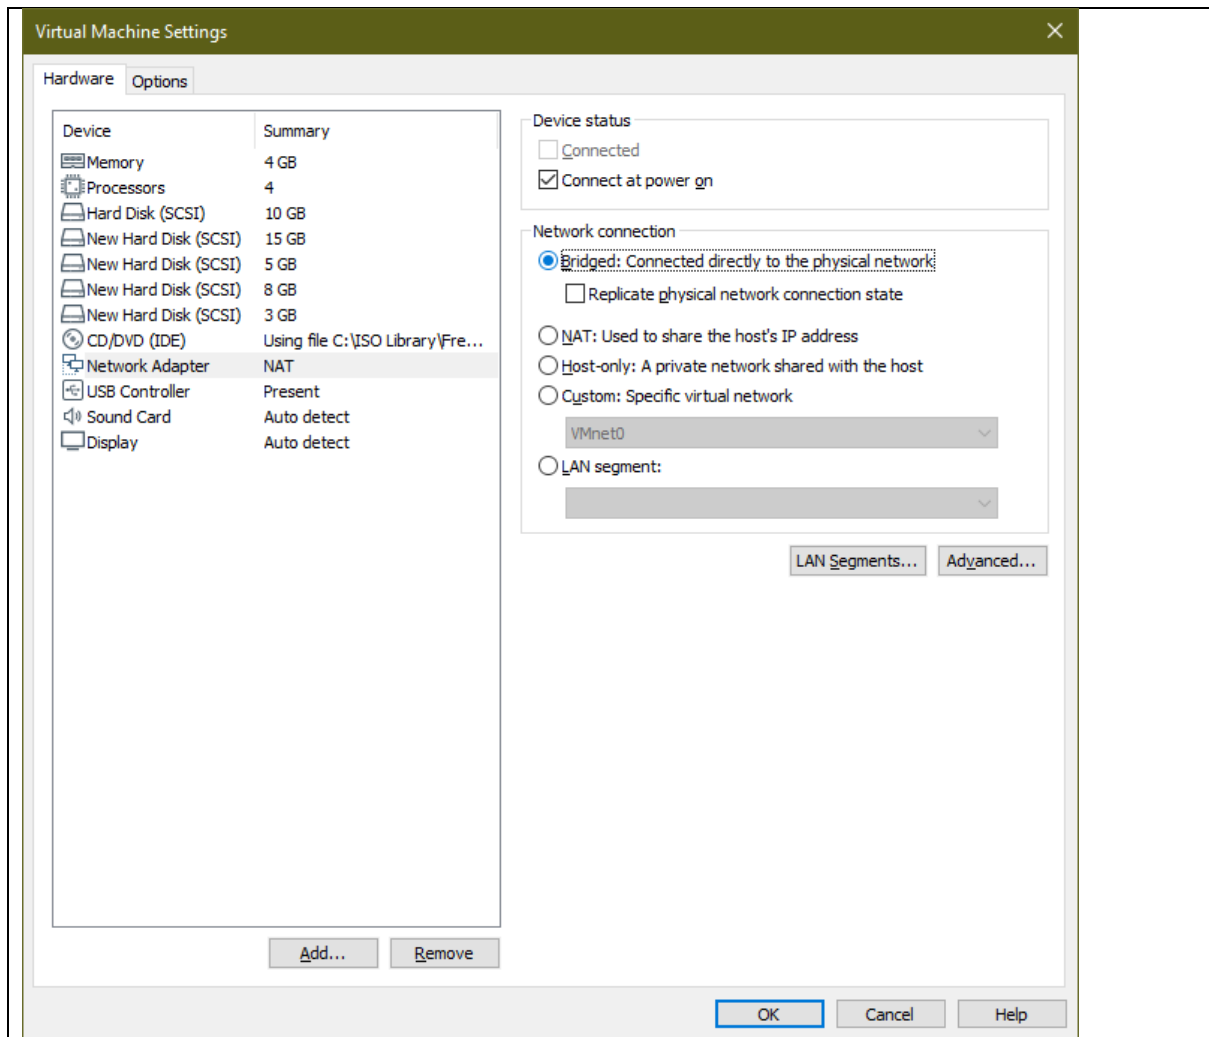 Virtual Machine Settings
Hardware
Options
Device Summary
Memory 4 GB
Processors 4
Hard Disk (SCSI) 10 GB
New Hard Disk (SCSI) 15 GB
New Hard Disk (SCSI) 5 GB
New Hard Disk (SCSI) 8 GB
New Hard Disk (SCSI) 3 GB
CD/DVD (IDE) Using file C:\ISO Library\Fre...
Network Adapter NAT
USB Controller Present
Sound Card Auto detect
Display Auto detect
Add... Remove
Device status
Connected
Connect at power on
Network connection
Bridged: Connected directly to the physical network
Replicate physical network connection state
NAT: Used to share the host's IP address
Host-only: A private network shared with the host
Custom: Specific virtual network
VMnet0
LAN segment:
LAN Segments... Advanced...
OK Cancel Help